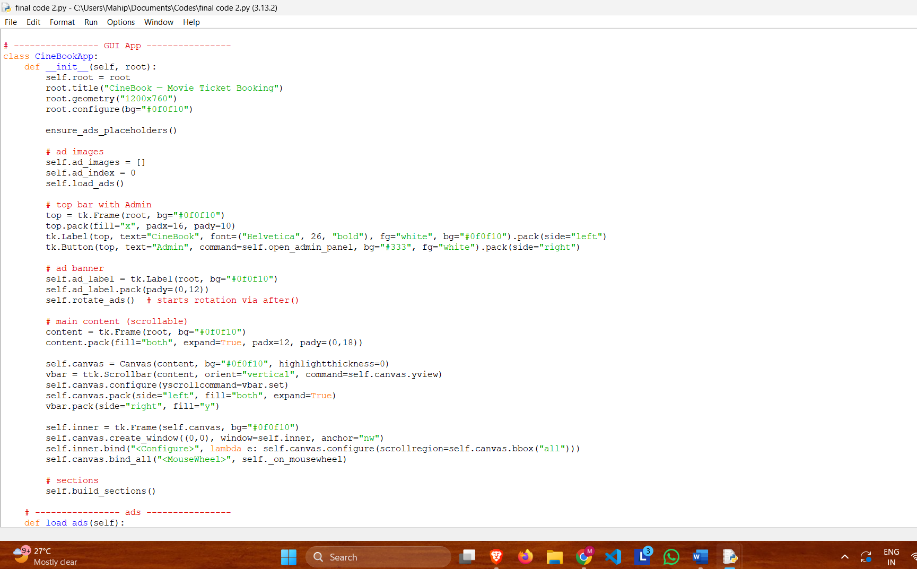 final code 2.py - C:\Users\Mahip\Documents\Codes\final code 2.py (3.13.2)
File Edit Format Run Options Window Help
# ---------------- GUI App ----------------
class CineBookApp:
    def __init__(self, root):
        self.root = root
        root.title("CineBook — Movie Ticket Booking")
        root.geometry("1200x760")
        root.configure(bg="#0f0f10")
        ensure_ads_placeholders()
        # ad images
        self.ad_images = []
        self.ad_index = 0
        self.load_ads()
        # top bar with Admin
        top = tk.Frame(root, bg="#0f0f10")
        top.pack(fill="x", padx=16, pady=10)
        tk.Label(top, text="CineBook", font=("Helvetica", 26, "bold"), fg="white", bg="#0f0f10").pack(side="left")
        tk.Button(top, text="Admin", command=self.open_admin_panel, bg="#333", fg="white").pack(side="right")
        # ad banner
        self.ad_label = tk.Label(root, bg="#0f0f10")
        self.ad_label.pack(pady=(0,12))
        self.rotate_ads()  # starts rotation via after()
        # main content (scrollable)
        content = tk.Frame(root, bg="#0f0f10")
        content.pack(fill="both", expand=True, padx=12, pady=(0,18))
        self.canvas = Canvas(content, bg="#0f0f10", highlightthickness=0)
        vbar = ttk.Scrollbar(content, orient="vertical", command=self.canvas.yview)
        self.canvas.configure(yscrollcommand=vbar.set)
        self.canvas.pack(side="left", fill="both", expand=True)
        vbar.pack(side="right", fill="y")
        self.inner = tk.Frame(self.canvas, bg="#0f0f10")
        self.canvas.create_window((0,0), window=self.inner, anchor="nw")
        self.inner.bind("<Configure>", lambda e: self.canvas.configure(scrollregion=self.canvas.bbox("all")))
        self.canvas.bind_all("<MouseWheel>", self._on_mousewheel)
        # sections
        self.build_sections()
    # ---------------- ads ----------------
    def load_ads(self):
27°C
Mostly clear
Search
M
3
ENG
IN